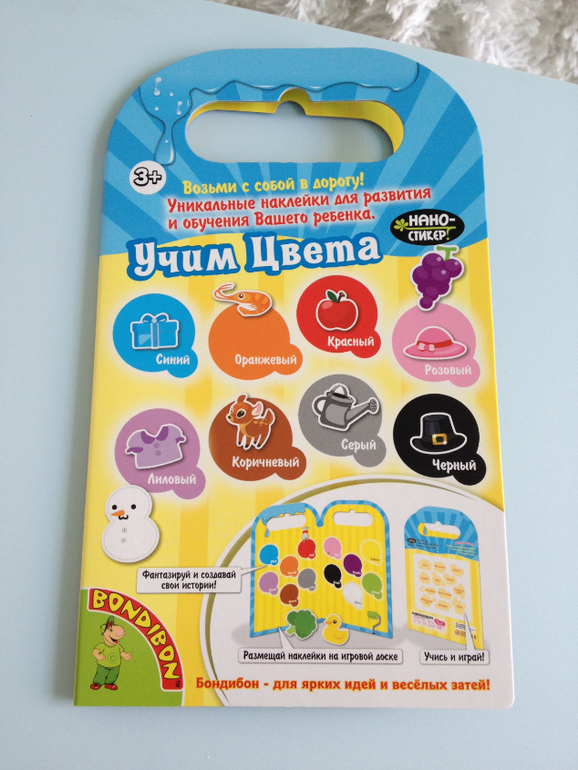 3+
Возьми с собой в дорогу!
Уникальные наклейки для развития
и обучения Вашего ребенка.
НАНО-
СТИКЕР!
Учим Цвета
Синий
Оранжевый
Красный
Розовый
Лиловый
Коричневый
Серый
Черный
Фантазируй и создавай
свои истории!
Размещай наклейки на игровой доске
Учись и играй!
BONDIBON
Бондибон - для ярких идей и весёлых затей!